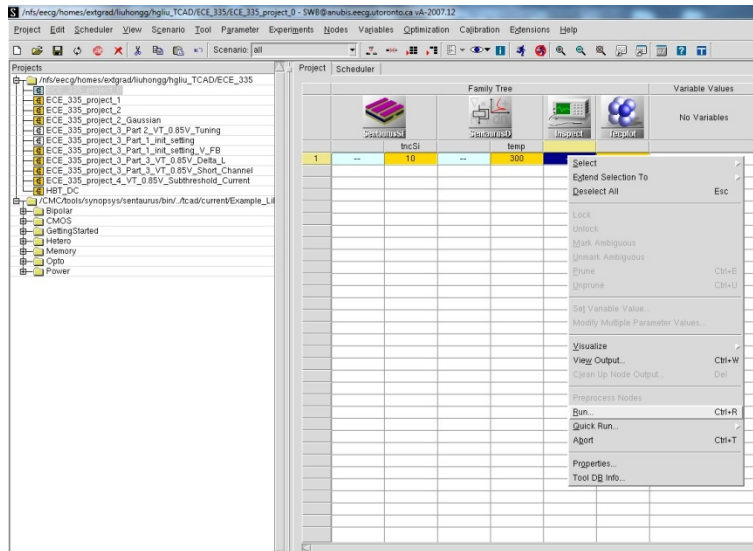 /nfs/eecg/homes/extgrad/liuhongg/hgliu_TCAD/ECE_335/ECE_335_project_0 - SWB@anubis.eecg.utoronto.ca vA-2007.12
Project Edit Scheduler View Scenario Tool Parameter Experiments Nodes Variables Optimization Calibration Extensions Help
Scenario: all
Projects
/nfs/eecg/homes/extgrad/liuhongg/hgliu_TCAD/ECE_335
ECE_335_project_1
ECE_335_project_2
ECE_335_project_2_Gaussian
ECE_335_project_3_Part 2_VT_0.85V_Tuning
ECE_335_project_3_Part_1_init_setting
ECE_335_project_3_Part_1_init_setting_V_FB
ECE_335_project_3_Part_3_VT_0.85V_Delta_L
ECE_335_project_3_Part_3_VT_0.85V_Short_Channel
ECE_335_project_4_VT_0.85V_Subthreshold_Current
HBT_DC
/CMC/tools/synopsys/sentaurus/bin/../tcad/current/Example_Li
Bipolar
CMOS
GettingStarted
Hetero
Memory
Opto
Power
Project Scheduler
Family Tree Variable Values
SentaurusSE SentaurusD Inspect Tecplot No Variables
tncSi temp
1 -- 10 -- 300
Select
Extend Selection To
Deselect All Esc
Lock
Unlock
Mark Ambiguous
Unmark Ambiguous
Prune Ctrl+E
Unprune Ctrl+U
Set Variable Value...
Modify Multiple Parameter Values...
Visualize
View Output... Ctrl+W
Clean Up Node Output... Del
Preprocess Nodes
Run... Ctrl+R
Quick Run...
Abort Ctrl+T
Properties...
Tool DB Info...